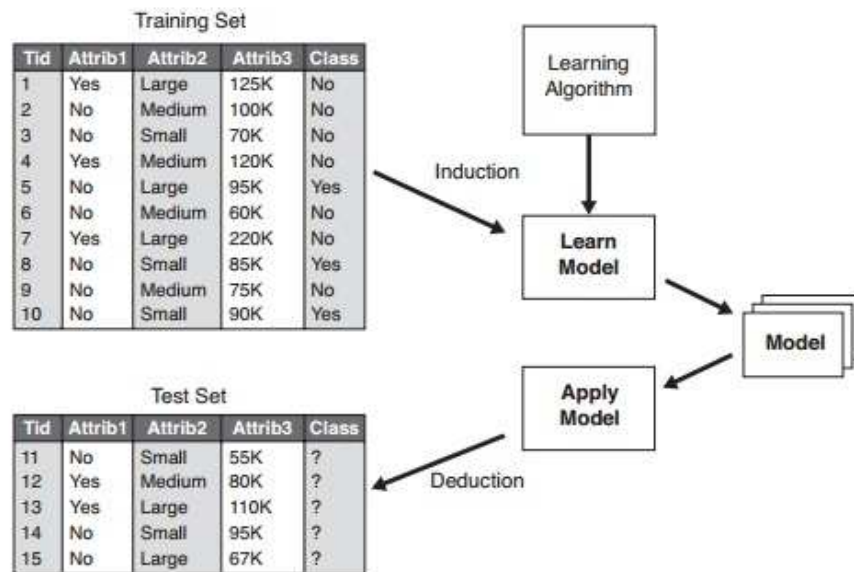 Training Set
Tid Attrib1 Attrib2 Attrib3 Class
1 Yes Large 125K No
2 No Medium 100K No
3 No Small 70K No
4 Yes Medium 120K No
5 No Large 95K Yes
6 No Medium 60K No
7 Yes Large 220K No
8 No Small 85K Yes
9 No Medium 75K No
10 No Small 90K Yes
Learning
Algorithm
Induction
Learn
Model
Model
Apply
Model
Deduction
Test Set
Tid Attrib1 Attrib2 Attrib3 Class
11 No Small 55K ?
12 Yes Medium 80K ?
13 Yes Large 110K ?
14 No Small 95K ?
15 No Large 67K ?